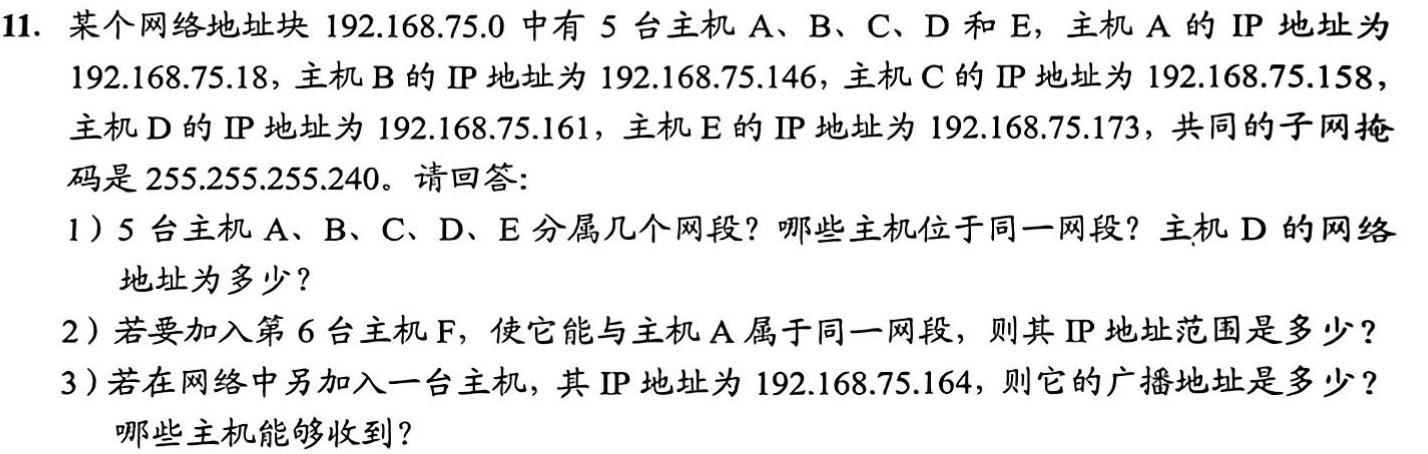 11. 某个网络地址块 192.168.75.0 中有 5 台主机 A、B、C、D 和 E，主机 A 的 IP 地址为
192.168.75.18，主机 B 的 IP 地址为 192.168.75.146，主机 C 的 IP 地址为 192.168.75.158，
主机 D 的 IP 地址为 192.168.75.161，主机 E 的 IP 地址为 192.168.75.173，共同的子网掩
码是 255.255.255.240。请回答：
1）5 台主机 A、B、C、D、E 分属几个网段？哪些主机位于同一网段？主机 D 的网络
地址为多少？
2）若要加入第 6 台主机 F，使它能与主机 A 属于同一网段，则其 IP 地址范围是多少？
3）若在网络中另加入一台主机，其 IP 地址为 192.168.75.164，则它的广播地址是多少？
哪些主机能够收到？